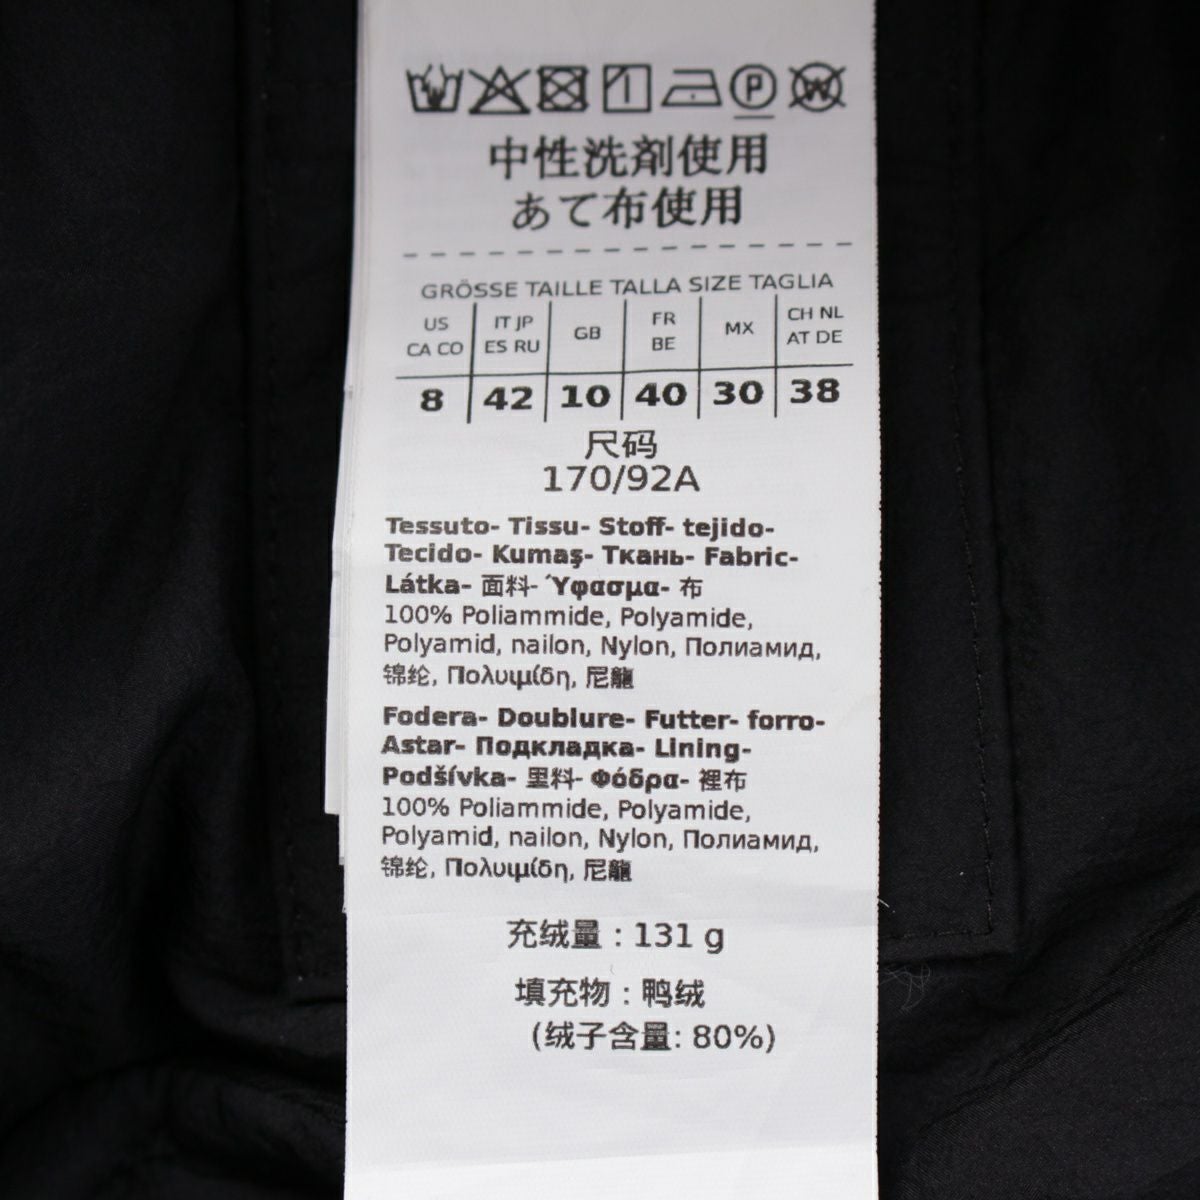 P W
中性洗剤使用
あて布使用
GRÖSSE TAILLE TALLA SIZE TAGLIA
US CA CO IT JP ES RU GB FR BE MX CH NL AT DE
8 42 10 40 30 38
尺码
170/92A
Tessuto- Tissu- Stoff- tejido-
Tecido- Kumaş- Ткань- Fabric-
Látka- 面料- Ύφασμα- 布
100% Poliammide, Polyamide,
Polyamid, nailon, Nylon, Полиамид,
锦纶, Πολυιμίδη, 尼龍
Fodera- Doublure- Futter- forro-
Astar- Подкладка- Lining-
Podšívka- 里料- Φόδρα- 裡布
100% Poliammide, Polyamide,
Polyamid, nailon, Nylon, Полиамид,
锦纶, Πολυιμίδη, 尼龍
充绒量 : 131 g
填充物 : 鸭绒
(绒子含量: 80%)